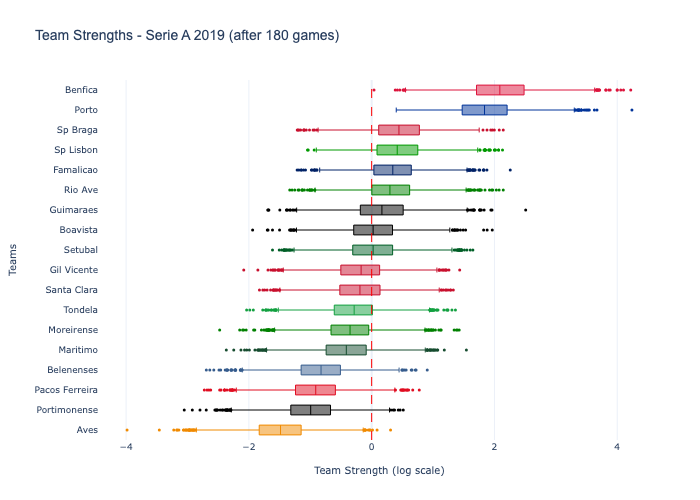 Team Strengths - Serie A 2019 (after 180 games)
Teams
Benfica
Porto
Sp Braga
Sp Lisbon
Famalicao
Rio Ave
Guimaraes
Boavista
Setubal
Gil Vicente
Santa Clara
Tondela
Moreirense
Maritimo
Belenenses
Pacos Ferreira
Portimonense
Aves
−4 −2 0 2 4
Team Strength (log scale)